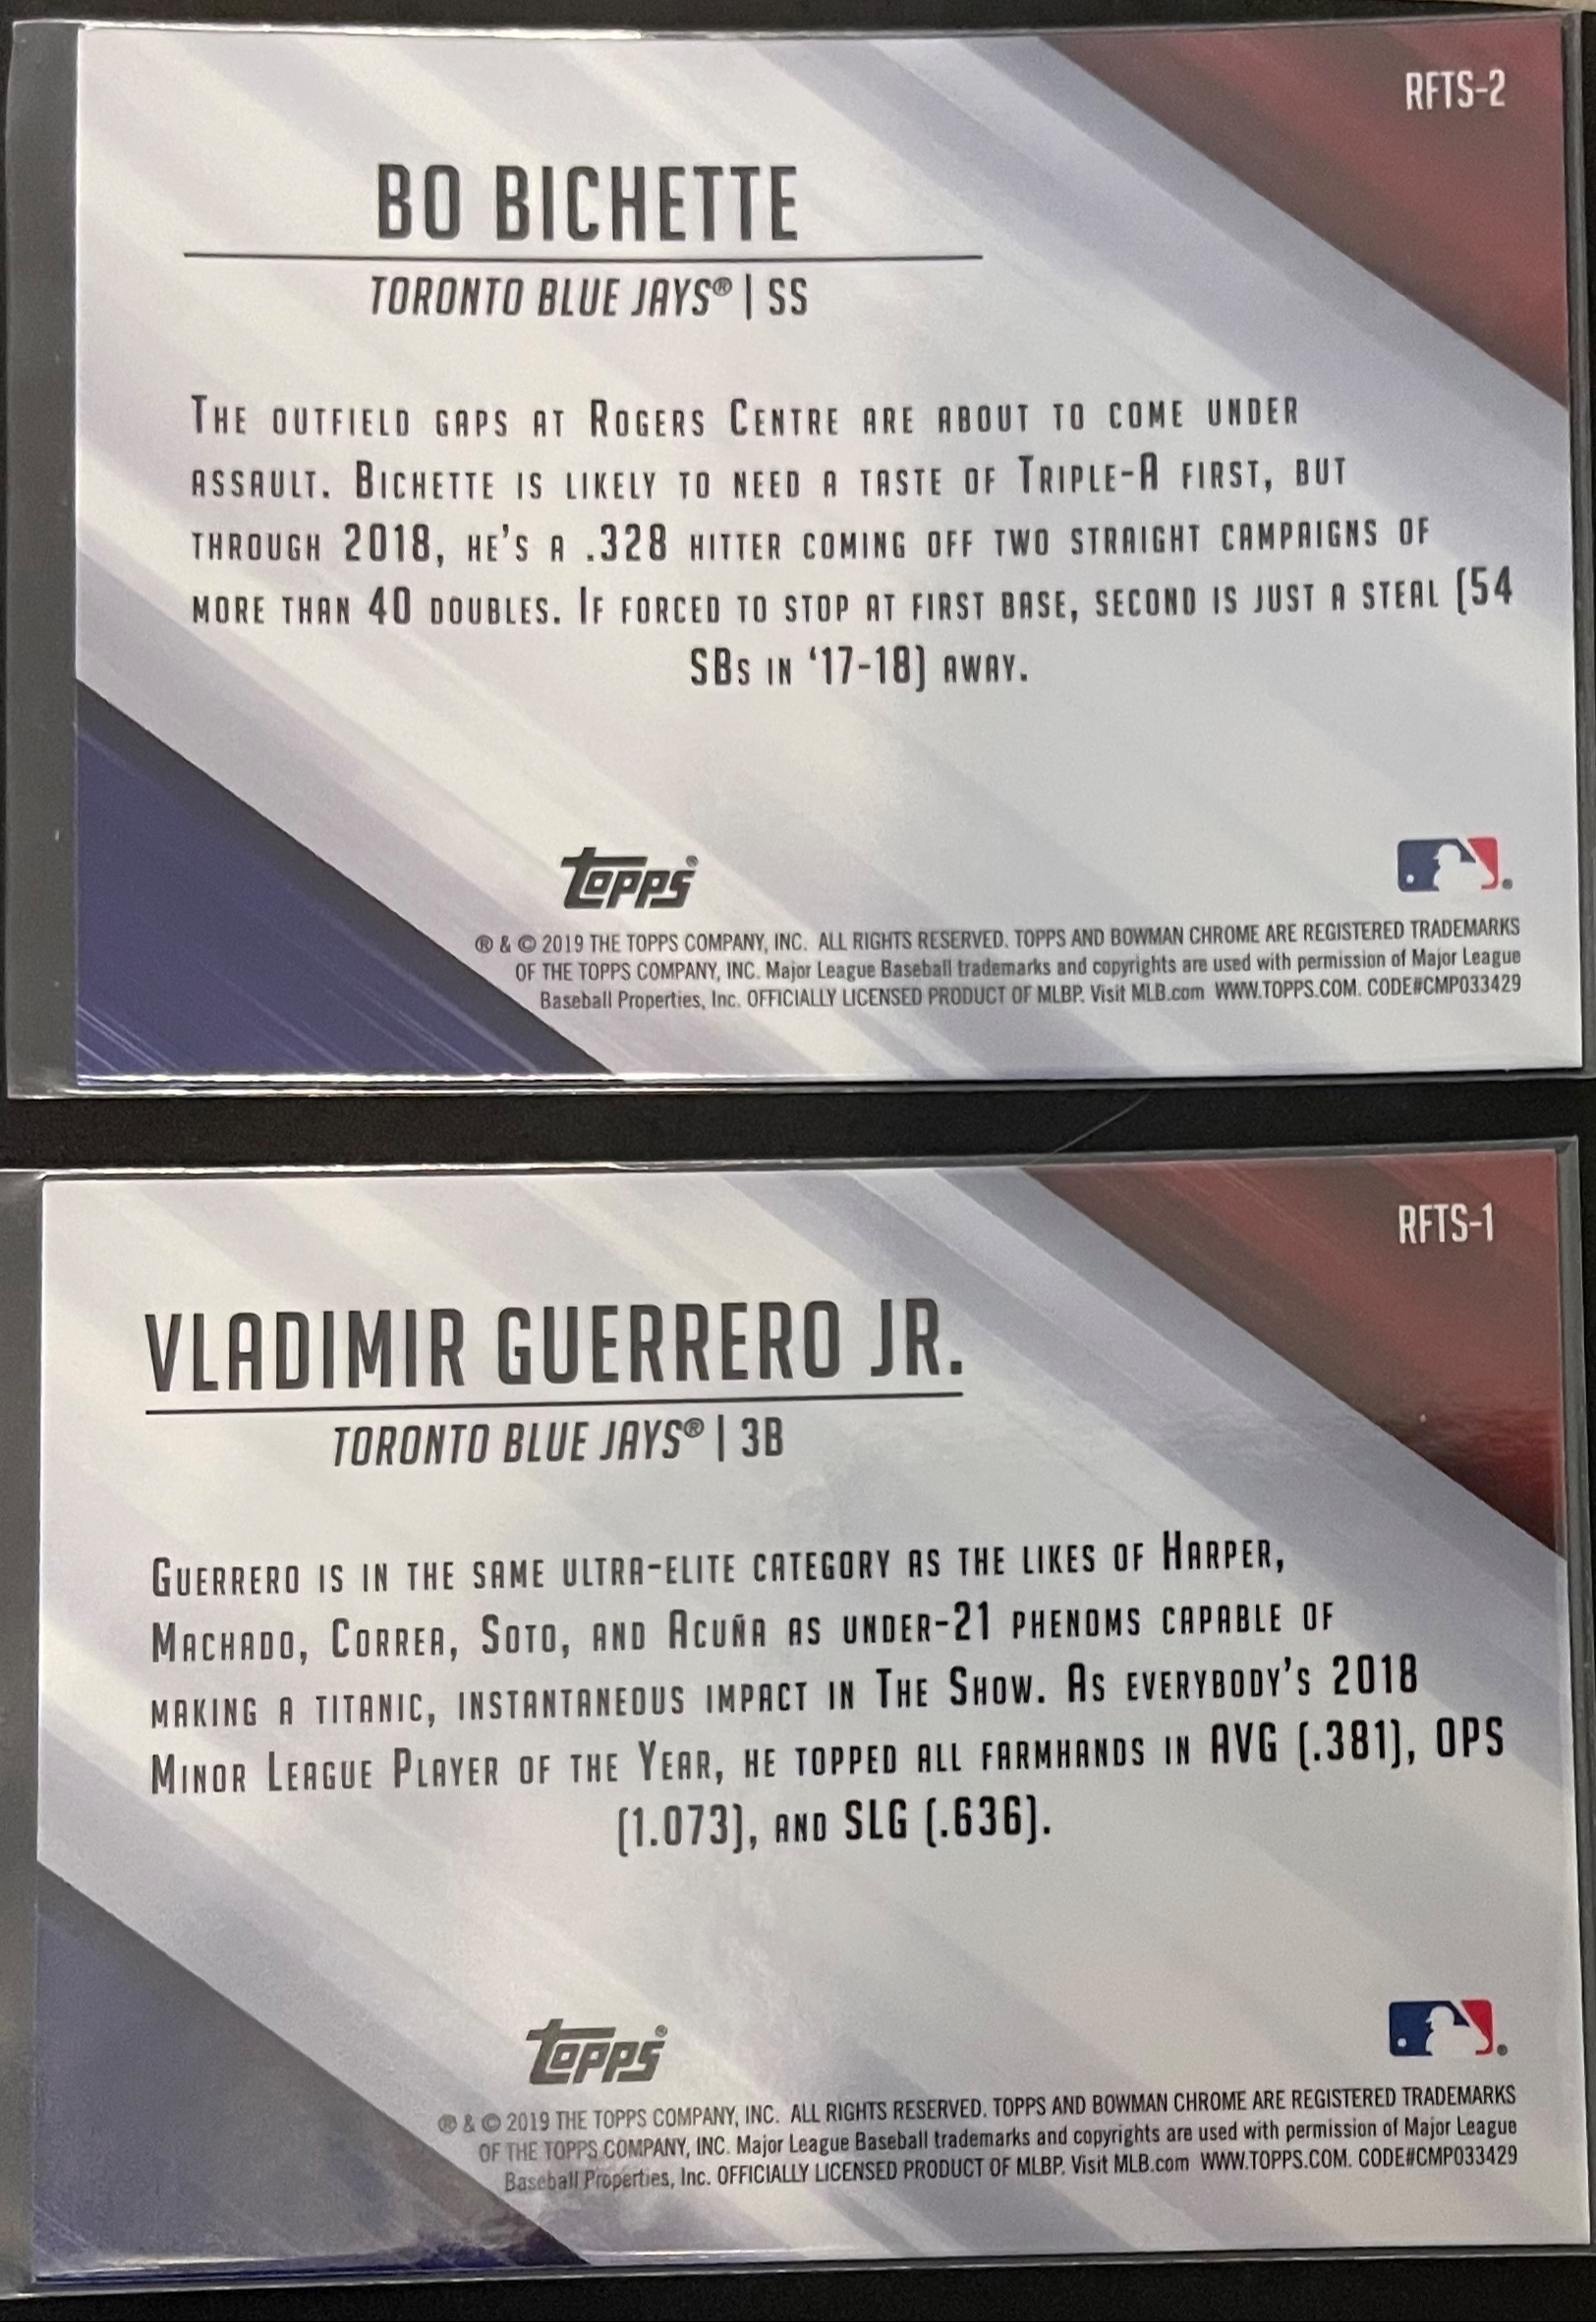 RFTS-2
BO BICHETTE
TORONTO BLUE JAYS® | SS
THE OUTFIELD GAPS AT ROGERS CENTRE ARE ABOUT TO COME UNDER
ASSAULT. BICHETTE IS LIKELY TO NEED A TASTE OF TRIPLE-A FIRST, BUT
THROUGH 2018, HE'S A .328 HITTER COMING OFF TWO STRAIGHT CAMPAIGNS OF
MORE THAN 40 DOUBLES. IF FORCED TO STOP AT FIRST BASE, SECOND IS JUST A STEAL (54
SBS IN ‘17-18) AWAY.
Topps®
® & © 2019 THE TOPPS COMPANY, INC. ALL RIGHTS RESERVED. TOPPS AND BOWMAN CHROME ARE REGISTERED TRADEMARKS
OF THE TOPPS COMPANY, INC. Major League Baseball trademarks and copyrights are used with permission of Major League
Baseball Properties, Inc. OFFICIALLY LICENSED PRODUCT OF MLBP. Visit MLB.com WWW.TOPPS.COM. CODE#CMP033429
RFTS-1
VLADIMIR GUERRERO JR.
TORONTO BLUE JAYS® | 3B
GUERRERO IS IN THE SAME ULTRA-ELITE CATEGORY AS THE LIKES OF HARPER,
MACHADO, CORREA, SOTO, AND ACUÑA AS UNDER-21 PHENOMS CAPABLE OF
MAKING A TITANIC, INSTANTANEOUS IMPACT IN THE SHOW. AS EVERYBODY'S 2018
MINOR LEAGUE PLAYER OF THE YEAR, HE TOPPED ALL FARMHANDS IN AVG (.381), OPS
(1.073), AND SLG (.636).
Topps®
® & © 2019 THE TOPPS COMPANY, INC. ALL RIGHTS RESERVED. TOPPS AND BOWMAN CHROME ARE REGISTERED TRADEMARKS
OF THE TOPPS COMPANY, INC. Major League Baseball trademarks and copyrights are used with permission of Major League
Baseball Properties, Inc. OFFICIALLY LICENSED PRODUCT OF MLBP. Visit MLB.com WWW.TOPPS.COM. CODE#CMP033429